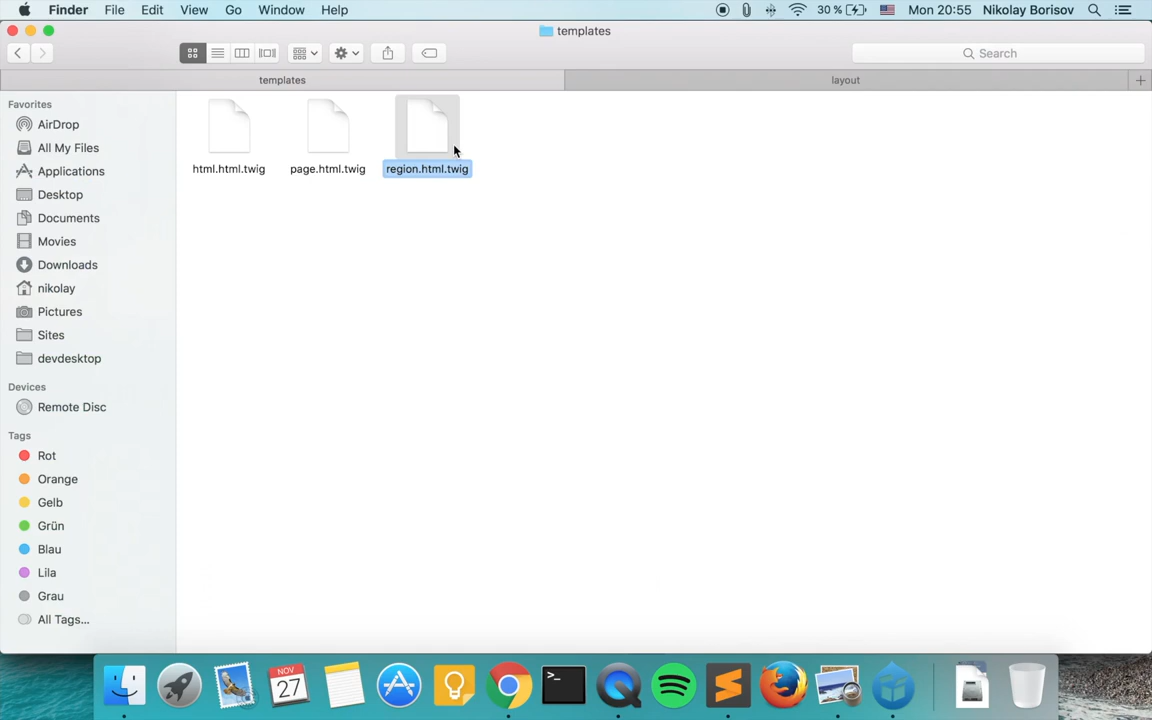 Finder File Edit View Go Window Help 30 % Mon 20:55 Nikolay Borisov
templates
Search
templates layout
Favorites
AirDrop
All My Files
Applications
Desktop
Documents
Movies
Downloads
nikolay
Pictures
Sites
devdesktop
Devices
Remote Disc
Tags
Rot
Orange
Gelb
Grün
Blau
Lila
Grau
All Tags...
html.html.twig page.html.twig region.html.twig
NOV
27
>_